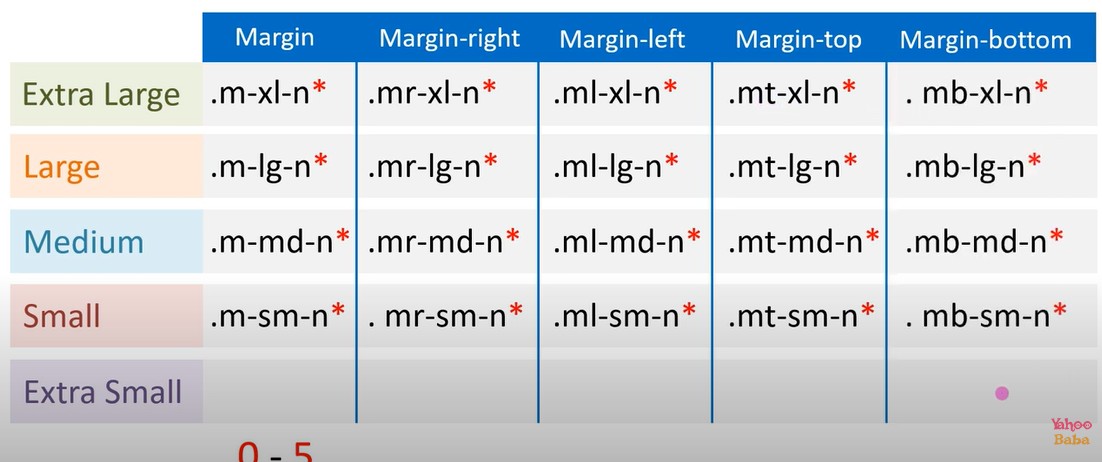 Margin Margin-right Margin-left Margin-top Margin-bottom
Extra Large .m-xl-n* .mr-xl-n* .ml-xl-n* .mt-xl-n* . mb-xl-n*
Large .m-lg-n* .mr-lg-n* .ml-lg-n* .mt-lg-n* .mb-lg-n*
Medium .m-md-n* .mr-md-n* .ml-md-n* .mt-md-n* .mb-md-n*
Small .m-sm-n* . mr-sm-n* .ml-sm-n* .mt-sm-n* . mb-sm-n*
Extra Small
0 - 5
Yahoo
Baba